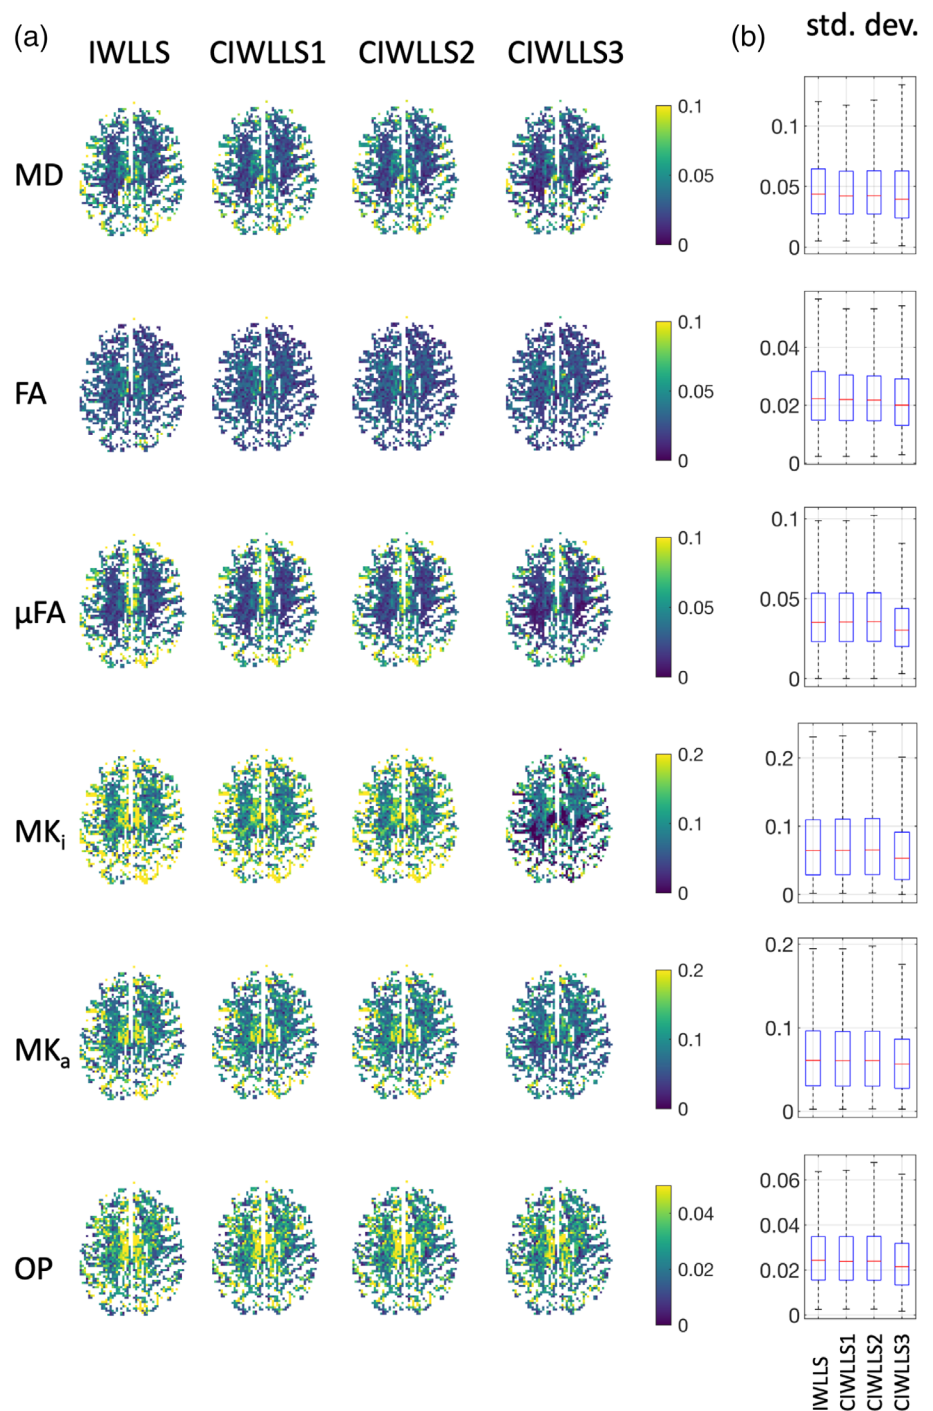 (a)
IWLLS CIWLLS1 CIWLLS2 CIWLLS3
(b)
std. dev.
MD
0.1
0.05
0
0.1
0.05
0
FA
0.1
0.05
0
0.04
0.02
0
µFA
0.1
0.05
0
0.1
0.05
0
MKi
0.2
0.1
0
0.2
0.1
0
MKa
0.2
0.1
0
0.2
0.1
0
OP
0.04
0.02
0
0.06
0.04
0.02
0
IWLLS
CIWLLS1
CIWLLS2
CIWLLS3